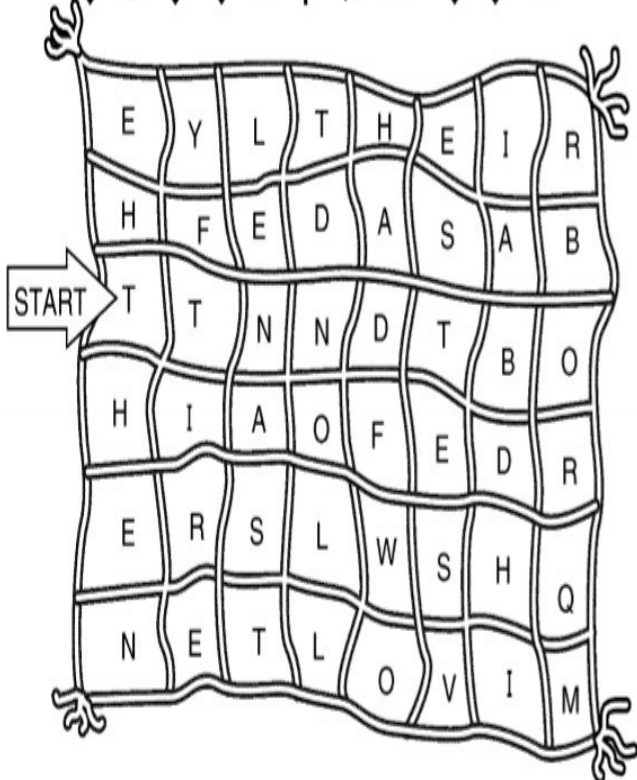 E Y L T H E I R
H F E D A S A B
START T T N N D T B O
H I A O F E D R
E R S L W S H Q
N E T L O V I M